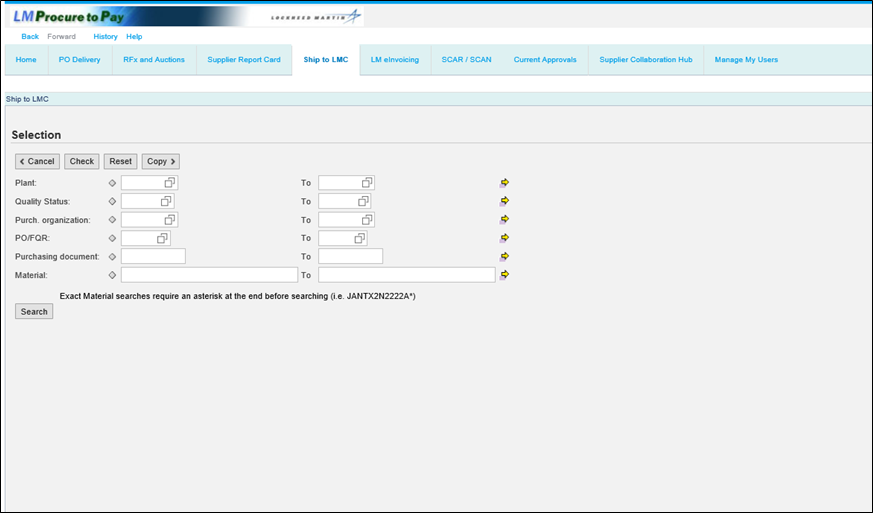 LM Procure to Pay LOCKHEED MARTIN
Back Forward History Help
Home PO Delivery RFx and Auctions Supplier Report Card Ship to LMC LM eInvoicing SCAR / SCAN Current Approvals Supplier Collaboration Hub Manage My Users
Ship to LMC
Selection
Cancel Check Reset Copy
Plant: To
Quality Status: To
Purch. organization: To
PO/FQR: To
Purchasing document: To
Material: To
Exact Material searches require an asterisk at the end before searching (i.e. JANTX2N2222A*)
Search